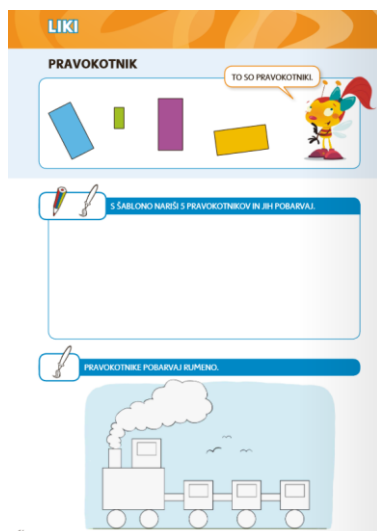 LIKI
PRAVOKOTNIK
TO SO PRAVOKOTNIKI.
S ŠABLONO NARIŠI 5 PRAVOKOTNIKOV IN JIH POBARVAJ.
PRAVOKOTNIKE POBARVAJ RUMENO.